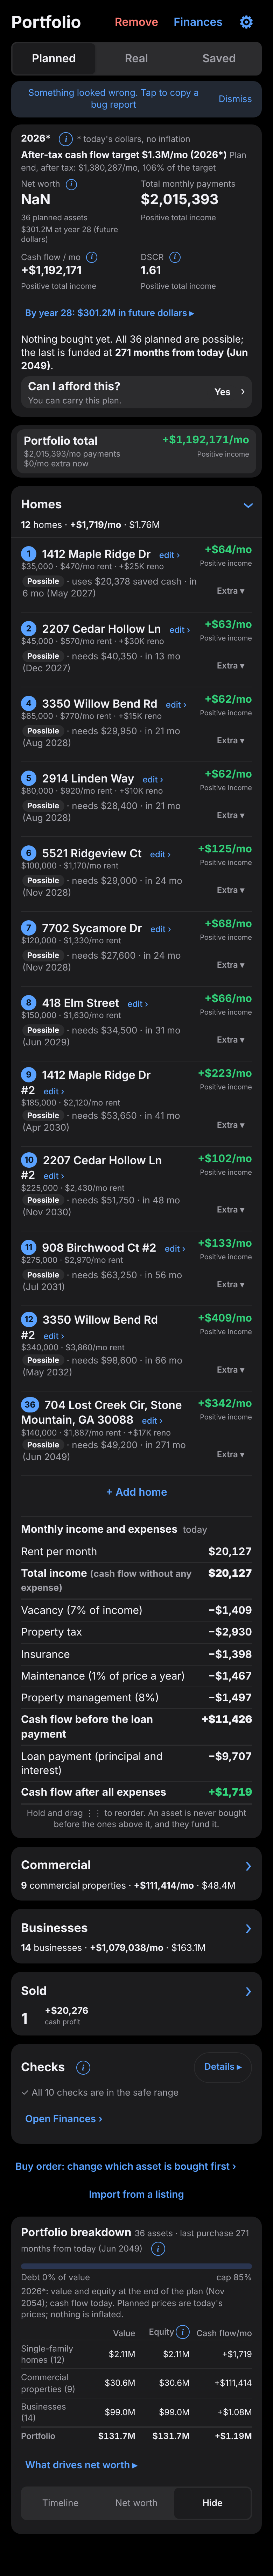 Portfolio Remove Finances
Planned Real Saved
Something looked wrong. Tap to copy a
bug report
Dismiss
2026* i * today's dollars, no inflation
After-tax cash flow target $1.3M/mo (2026*) Plan
end, after tax: $1,380,287/mo, 106% of the target
Net worth i
NaN
36 planned assets
$301.2M at year 28 (future
dollars)
Total monthly payments
$2,015,393
Positive total income
Cash flow / mo i
+$1,192,171
Positive total income
DSCR i
1.61
Positive total income
By year 28: $301.2M in future dollars ▸
Nothing bought yet. All 36 planned are possible;
the last is funded at 271 months from today (Jun
2049).
Can I afford this?
You can carry this plan.
Yes ›
Portfolio total
$2,015,393/mo payments
$0/mo extra now
+$1,192,171/mo
Positive income
Homes
12 homes · +$1,719/mo · $1.76M
1 1412 Maple Ridge Dr edit ›
+$64/mo
$35,000 · $470/mo rent · +$25K reno
Positive income
Possible · uses $20,378 saved cash · in
6 mo (May 2027)
Extra ▾
2 2207 Cedar Hollow Ln edit ›
+$63/mo
$45,000 · $570/mo rent · +$30K reno
Positive income
Possible · needs $40,350 · in 13 mo
(Dec 2027)
Extra ▾
4 3350 Willow Bend Rd edit ›
+$62/mo
$65,000 · $770/mo rent · +$15K reno
Positive income
Possible · needs $29,950 · in 21 mo
(Aug 2028)
Extra ▾
5 2914 Linden Way edit ›
+$62/mo
$80,000 · $920/mo rent · +$10K reno
Positive income
Possible · needs $28,400 · in 21 mo
(Aug 2028)
Extra ▾
6 5521 Ridgeview Ct edit ›
+$125/mo
$100,000 · $1,170/mo rent
Positive income
Possible · needs $29,000 · in 24 mo
(Nov 2028)
Extra ▾
7 7702 Sycamore Dr edit ›
+$68/mo
$120,000 · $1,330/mo rent
Positive income
Possible · needs $27,600 · in 24 mo
(Nov 2028)
Extra ▾
8 418 Elm Street edit ›
+$66/mo
$150,000 · $1,630/mo rent
Positive income
Possible · needs $34,500 · in 31 mo
(Jun 2029)
Extra ▾
9 1412 Maple Ridge Dr
#2 edit ›
+$223/mo
Positive income
$185,000 · $2,120/mo rent
Possible · needs $53,650 · in 41 mo
(Apr 2030)
Extra ▾
10 2207 Cedar Hollow Ln
#2 edit ›
+$102/mo
Positive income
$225,000 · $2,430/mo rent
Possible · needs $51,750 · in 48 mo
(Nov 2030)
Extra ▾
11 908 Birchwood Ct #2 edit ›
+$133/mo
$275,000 · $2,970/mo rent
Positive income
Possible · needs $63,250 · in 56 mo
(Jul 2031)
Extra ▾
12 3350 Willow Bend Rd
#2 edit ›
+$409/mo
Positive income
$340,000 · $3,860/mo rent
Possible · needs $98,600 · in 66 mo
(May 2032)
Extra ▾
36 704 Lost Creek Cir, Stone
Mountain, GA 30088 edit ›
+$342/mo
Positive income
$140,000 · $1,887/mo rent · +$17K reno
Possible · needs $49,200 · in 271 mo
(Jun 2049)
Extra ▾
+ Add home
Monthly income and expenses today
Rent per month $20,127
Total income (cash flow without any
expense)
$20,127
Vacancy (7% of income) −$1,409
Property tax −$2,930
Insurance −$1,398
Maintenance (1% of price a year) −$1,467
Property management (8%) −$1,497
Cash flow before the loan
payment
+$11,426
Loan payment (principal and
interest)
−$9,707
Cash flow after all expenses +$1,719
Hold and drag ⋮⋮ to reorder. An asset is never bought
before the ones above it, and they fund it.
Commercial ›
9 commercial properties · +$111,414/mo · $48.4M
Businesses ›
14 businesses · +$1,079,038/mo · $163.1M
Sold ›
1
+$20,276
cash profit
Checks i
Details ▸
✓ All 10 checks are in the safe range
Open Finances ›
Buy order: change which asset is bought first ›
Import from a listing
Portfolio breakdown 36 assets · last purchase 271
months from today (Jun 2049) i
Debt 0% of value cap 85%
2026*: value and equity at the end of the plan (Nov
2054); cash flow today. Planned prices are today's
prices; nothing is inflated.
Value Equity i Cash flow/mo
Single-family
homes (12)
$2.11M $2.11M +$1,719
Commercial
properties (9)
$30.6M $30.6M +$111,414
Businesses
(14)
$99.0M $99.0M +$1.08M
Portfolio $131.7M $131.7M +$1.19M
What drives net worth ▸
Timeline Net worth Hide